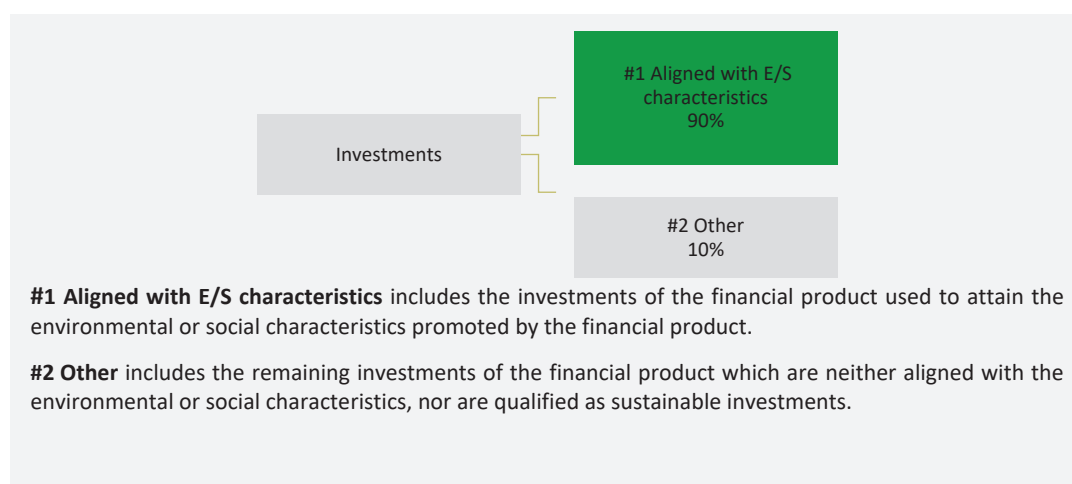 #1 Aligned with E/S
characteristics
90%
Investments
#2 Other
10%
#1 Aligned with E/S characteristics includes the investments of the financial product used to attain the
environmental or social characteristics promoted by the financial product.
#2 Other includes the remaining investments of the financial product which are neither aligned with the
environmental or social characteristics, nor are qualified as sustainable investments.